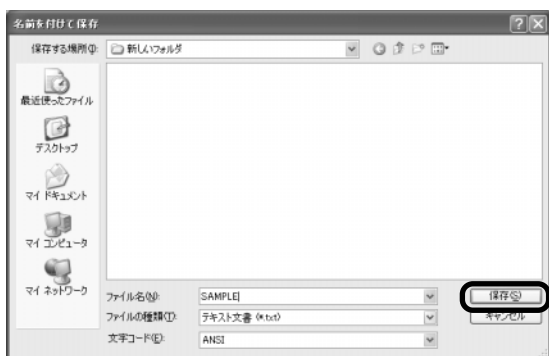 名前を付けて保存
保存する場所(I):
新しいフォルダ
最近使ったファイル
デスクトップ
マイ ドキュメント
マイ コンピュータ
マイ ネットワーク
ファイル名(N):
SAMPLE
保存(S)
ファイルの種類(T):
テキスト文書 (*.txt)
キャンセル
文字コード(E):
ANSI